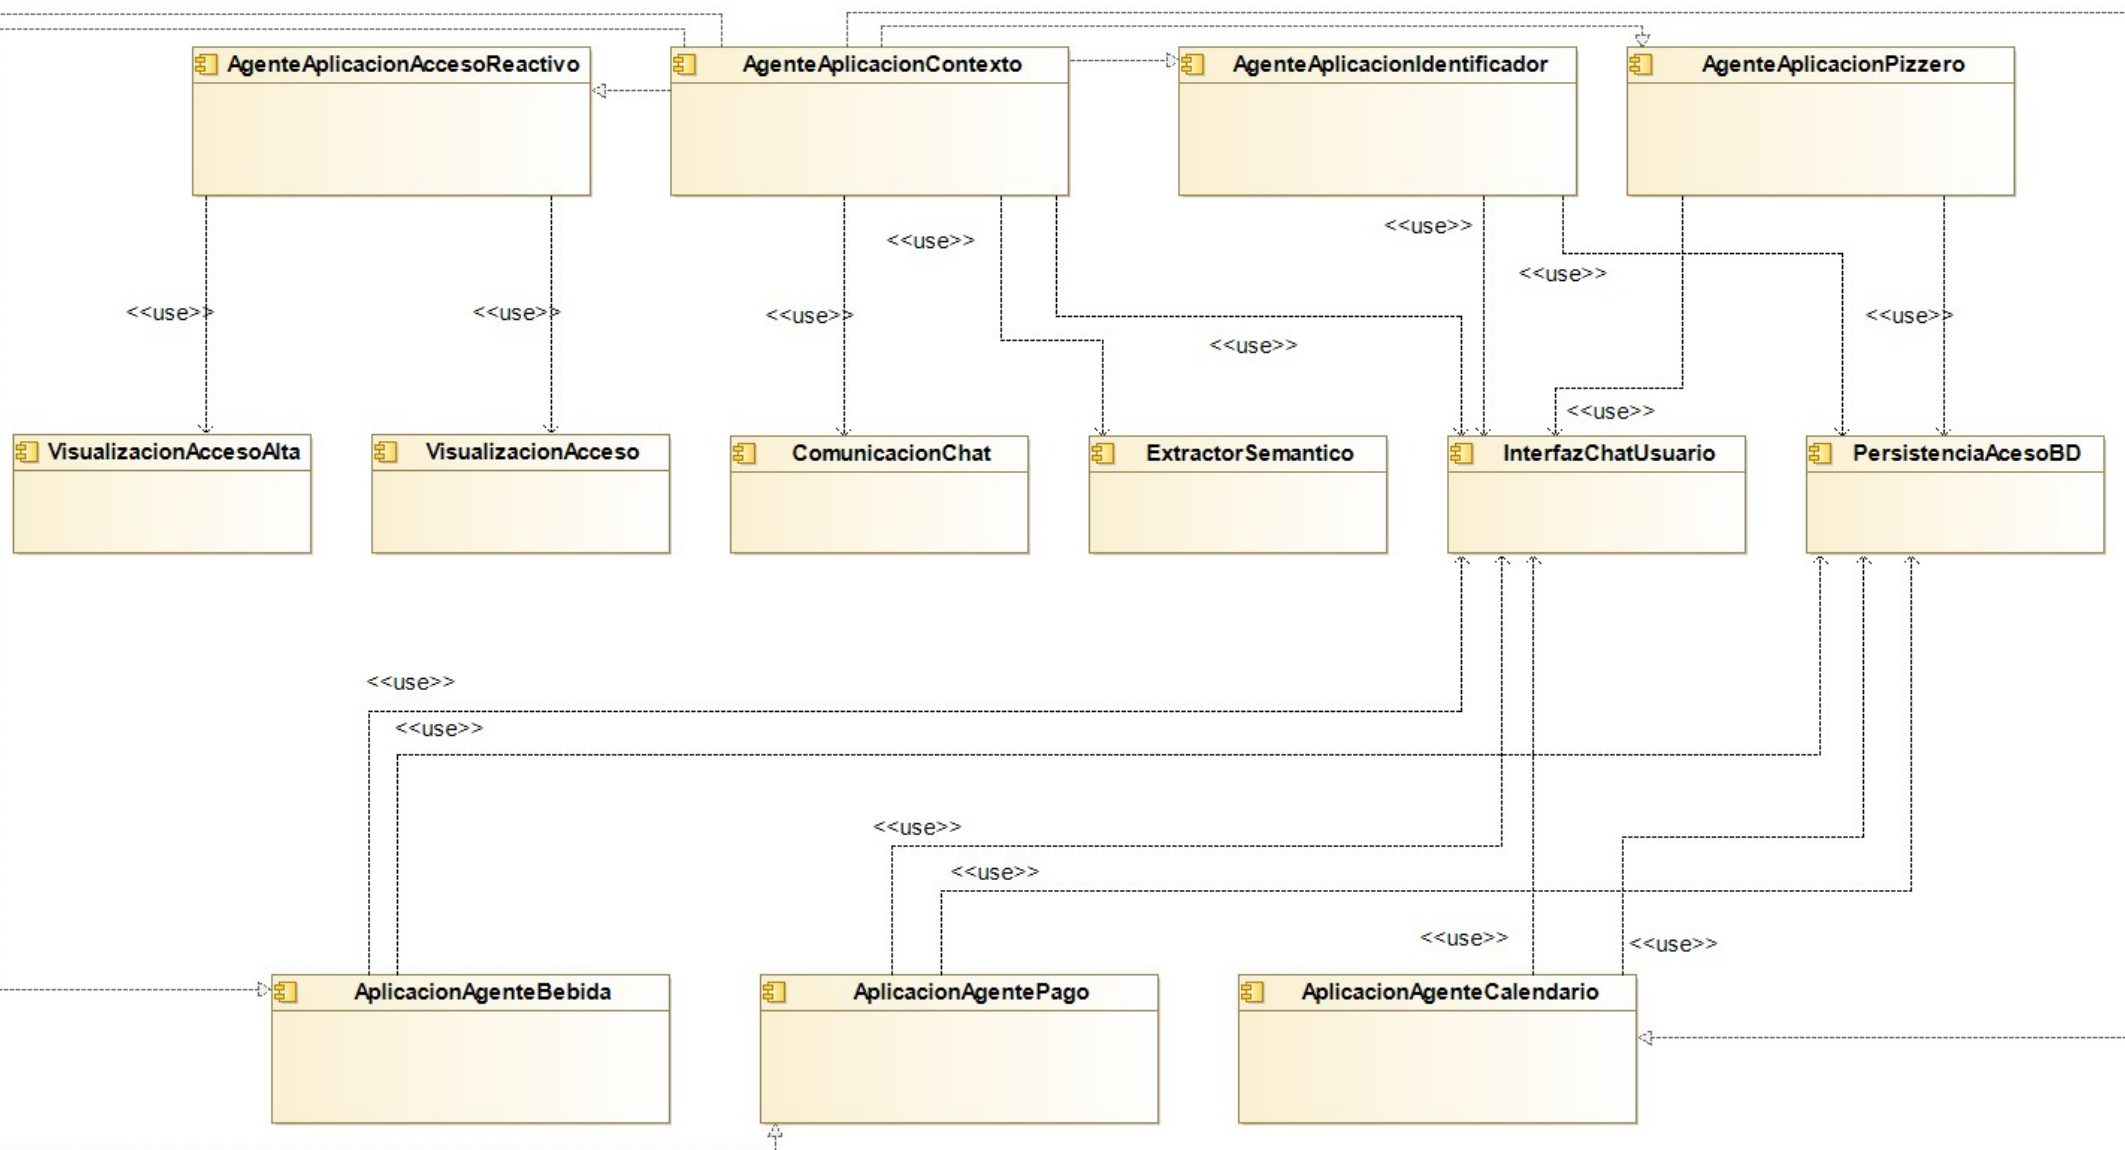 AgenteAplicacionAccesoReactivo
AgenteAplicacionContexto
AgenteAplicacionIdentificador
AgenteAplicacionPizzero
<<use>>
<<use>>
<<use>>
<<use>>
<<use>>
<<use>>
<<use>>
<<use>>
<<use>>
VisualizacionAccesoAlta
VisualizacionAcceso
ComunicacionChat
ExtractorSemantico
InterfazChatUsuario
PersistenciaAcesoBD
<<use>>
<<use>>
<<use>>
<<use>>
<<use>>
<<use>>
AplicacionAgenteBebida
AplicacionAgentePago
AplicacionAgenteCalendario